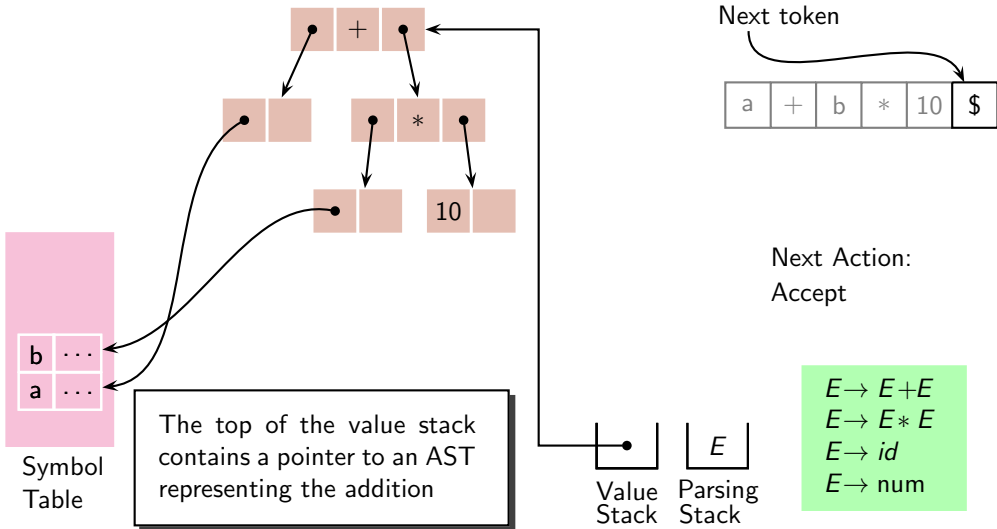 Next token
+
a + b * 10 $
*
10
Next Action:
Accept
b ...
a ...
Symbol
Table
The top of the value stack
contains a pointer to an AST
representing the addition
E
Value
Stack
Parsing
Stack
E → E + E
E → E * E
E → id
E → num